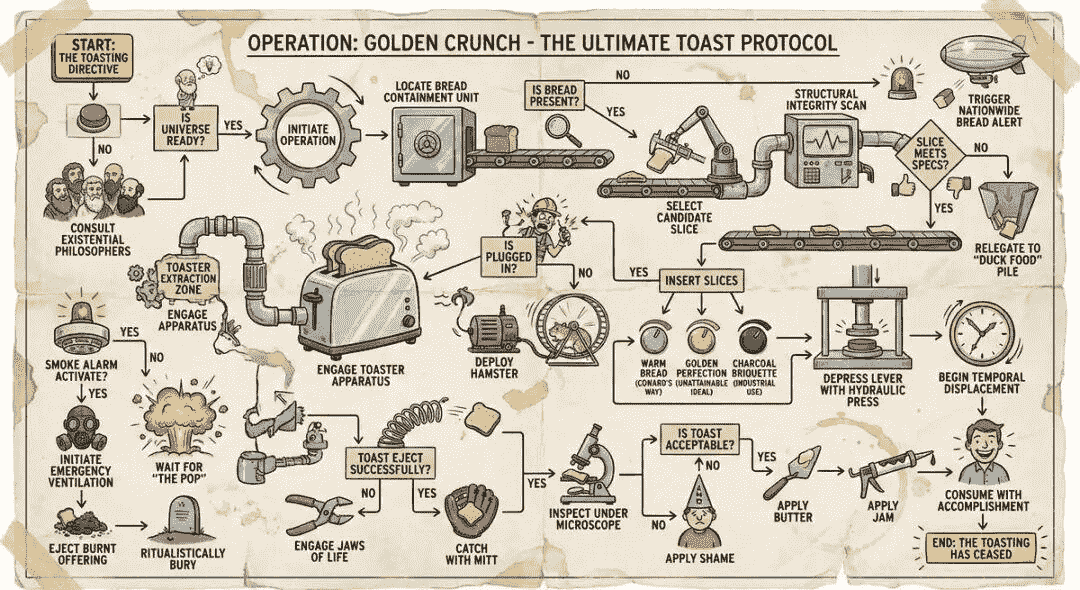 OPERATION: GOLDEN CRUNCH - THE ULTIMATE TOAST PROTOCOL
START:
THE TOASTING
DIRECTIVE
IS
UNIVERSE
READY?
YES
NO
CONSULT
EXISTENTIAL
PHILOSOPHERS
INITIATE
OPERATION
LOCATE BREAD
CONTAINMENT UNIT
IS BREAD
PRESENT?
NO
YES
TRIGGER
NATIONWIDE
BREAD ALERT
SELECT
CANDIDATE
SLICE
STRUCTURAL
INTEGRITY SCAN
SLICE
MEETS
SPECS?
NO
YES
RELEGATE TO
"DUCK FOOD"
PILE
INSERT SLICES
YES
IS
PLUGGED
IN?
NO
DEPLOY
HAMSTER
ENGAGE TOASTER
APPARATUS
TOASTER
EXTRACTION
ZONE
ENGAGE
APPARATUS
WARM
BREAD
(CONARD'S
WAY)
GOLDEN
PERFECTION
(UNATTAINABLE
IDEAL)
CHARCOAL
BRIQUETTE
(INDUSTRIAL
USE)
DEPRESS LEVER
WITH HYDRAULIC
PRESS
BEGIN TEMPORAL
DISPLACEMENT
SMOKE ALARM
ACTIVATE?
YES
NO
YES
INITIATE
EMERGENCY
VENTILATION
WAIT FOR
"THE POP"
EJECT BURNT
OFFERING
RITUALISTICALLY
BURY
TOAST EJECT
SUCCESSFULLY?
NO
YES
ENGAGE JAWS
OF LIFE
CATCH
WITH MITT
YES
INSPECT UNDER
MICROSCOPE
IS TOAST
ACCEPTABLE?
NO
NO
YES
APPLY SHAME
APPLY
BUTTER
APPLY
JAM
CONSUME WITH
ACCOMPLISHMENT
END: THE TOASTING
HAS CEASED